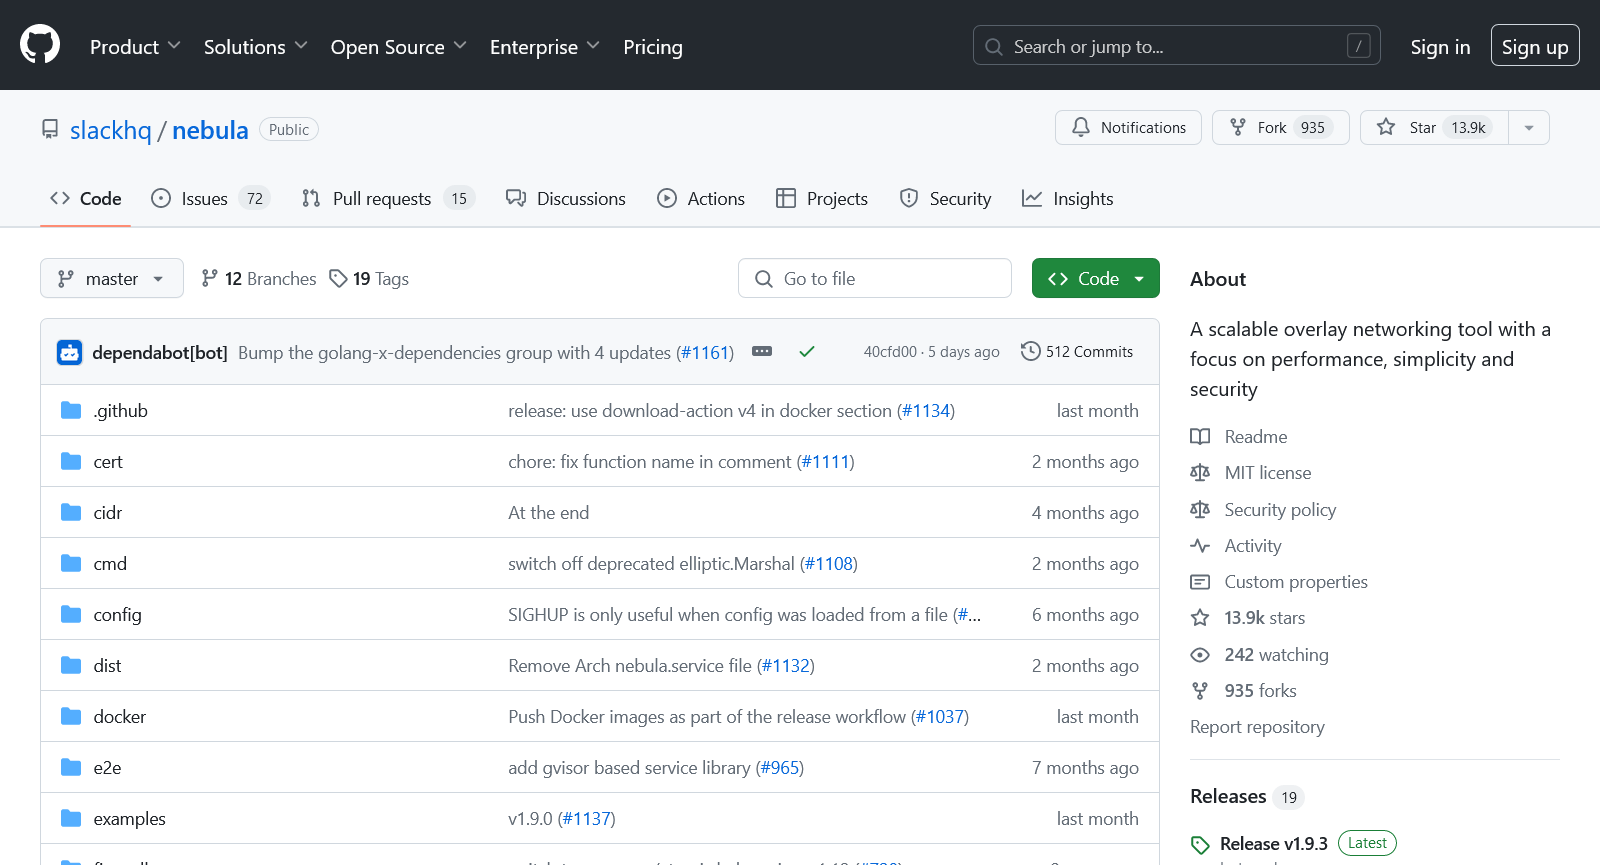 Product Solutions Open Source Enterprise Pricing Search or jump to... / Sign in Sign up
slackhq / nebula Public Notifications Fork 935 Star 13.9k
Code Issues 72 Pull requests 15 Discussions Actions Projects Security Insights
master 12 Branches 19 Tags Go to file Code
dependabot[bot] Bump the golang-x-dependencies group with 4 updates (#1161) 40cfd00 · 5 days ago 512 Commits
.github release: use download-action v4 in docker section (#1134) last month
cert chore: fix function name in comment (#1111) 2 months ago
cidr At the end 4 months ago
cmd switch off deprecated elliptic.Marshal (#1108) 2 months ago
config SIGHUP is only useful when config was loaded from a file (#... 6 months ago
dist Remove Arch nebula.service file (#1132) 2 months ago
docker Push Docker images as part of the release workflow (#1037) last month
e2e add gvisor based service library (#965) 7 months ago
examples v1.9.0 (#1137) last month
About
A scalable overlay networking tool with a
focus on performance, simplicity and
security
Readme
MIT license
Security policy
Activity
Custom properties
13.9k stars
242 watching
935 forks
Report repository
Releases 19
Release v1.9.3 Latest